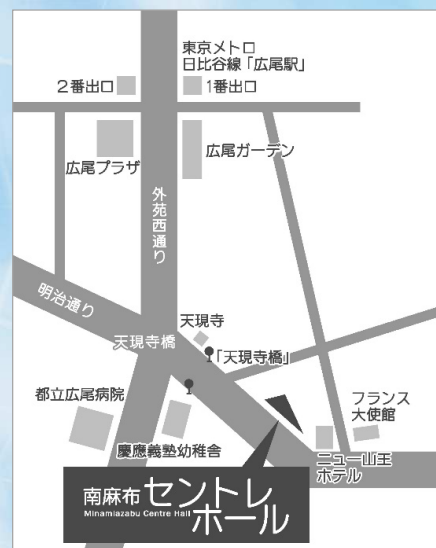 東京メトロ
日比谷線「広尾駅」
2番出口
1番出口
広尾プラザ
広尾ガーデン
外苑西通り
明治通り
天現寺
天現寺橋
「天現寺橋」
都立広尾病院
フランス
大使館
慶應義塾幼稚舎
ニュー山王
ホテル
南麻布 セントレ
Minamiazabu Centre Hall
ホール